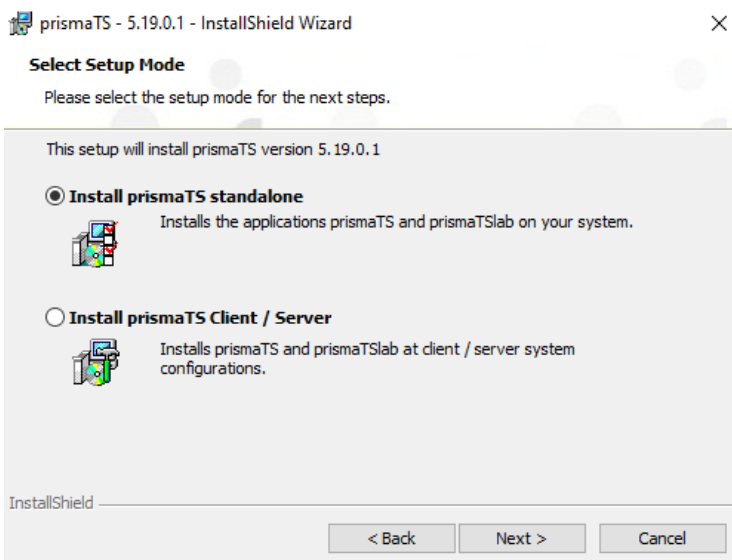 prismaTS - 5.19.0.1 - InstallShield Wizard
Select Setup Mode
Please select the setup mode for the next steps.
This setup will install prismaTS version 5.19.0.1
Install prismaTS standalone
Installs the applications prismaTS and prismaTSlab on your system.
Install prismaTS Client / Server
Installs prismaTS and prismaTSlab at client / server system
configurations.
InstallShield
< Back Next > Cancel